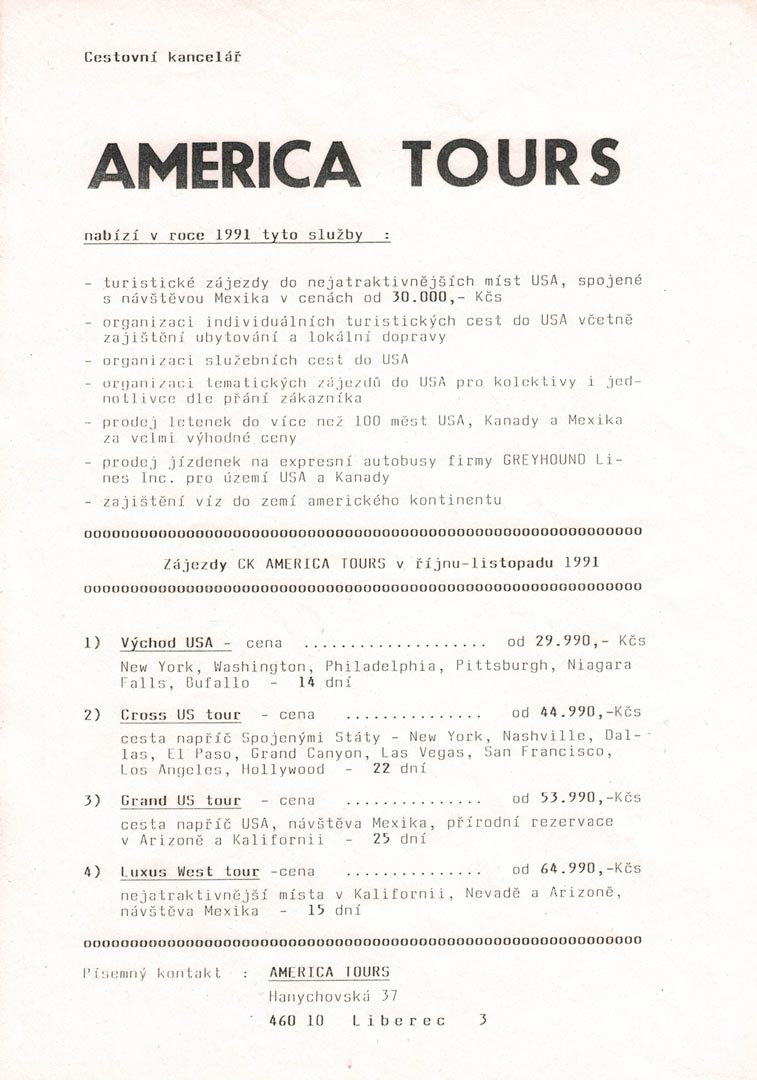 Cestovní kancelář
AMERICA TOURS
nabízí v roce 1991 tyto služby :
- turistické zájezdy do nejatraktivnějších míst USA, spojené
s návštěvou Mexika v cenách od 30.000,- Kčs
- organizaci individuálních turistických cest do USA včetně
zajištění ubytování a lokální dopravy
- organizaci služebních cest do USA
- organizaci tematických zájezdů do USA pro kolektivy i jed-
notlivce dle přání zákazníka
- prodej letenek do více než 100 měst USA, Kanady a Mexika
za velmi výhodné ceny
- prodej jízdenek na expresní autobusy firmy GREYHOUND Li-
nes Inc. pro území USA a Kanady
- zajištění víz do zemí amerického kontinentu
oooooooooooooooooooooooooooooooooooooooooooooooooooooooooooo
Zájezdy CK AMERICA TOURS v říjnu-listopadu 1991
oooooooooooooooooooooooooooooooooooooooooooooooooooooooooooo
1) Východ USA - cena .................... od 29.990,- Kčs
New York, Washington, Philadelphia, Pittsburgh, Niagara
Falls, Bufallo - 14 dní
2) Cross US tour - cena ............... od 44.990,-Kčs
cesta napříč Spojenými Státy - New York, Nashville, Dal-
las, El Paso, Grand Canyon, Las Vegas, San Francisco,
Los Angeles, Hollywood - 22 dní
3) Grand US tour - cena ............... od 53.990,-Kčs
cesta napříč USA, návštěva Mexika, přírodní rezervace
v Arizoně a Kalifornii - 25 dní
4) Luxus West tour -cena ............... od 64.990,-Kčs
nejatraktivnější místa v Kalifornii, Nevadě a Arizoně,
návštěva Mexika - 15 dní
oooooooooooooooooooooooooooooooooooooooooooooooooooooooooooo
Písemný kontakt : AMERICA TOURS
Hanychovská 37
460 10 Liberec 3